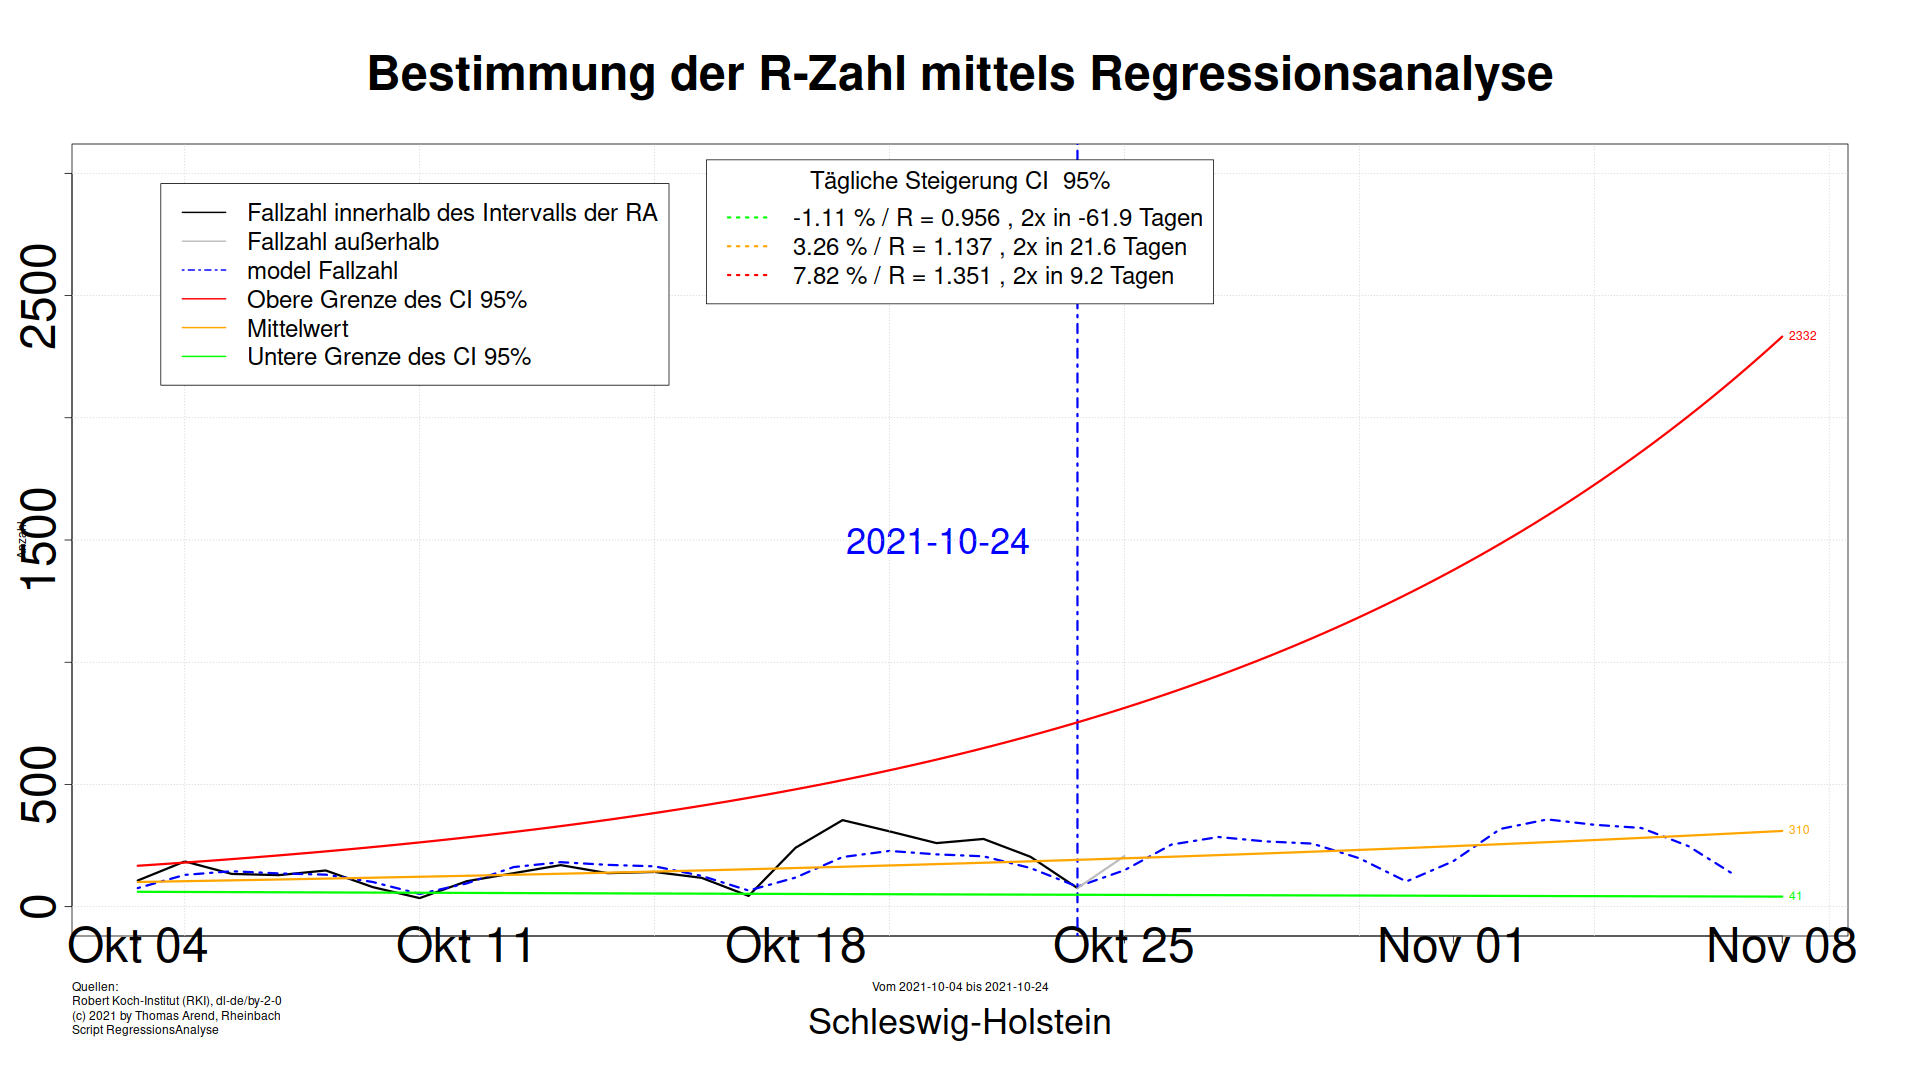 Bestimmung der R-Zahl mittels Regressionsanalyse
Fallzahl innerhalb des Intervalls der RA
Fallzahl außerhalb
model Fallzahl
Obere Grenze des CI 95%
Mittelwert
Untere Grenze des CI 95%
Tägliche Steigerung CI 95%
-1.11 % / R = 0.956 , 2x in -61.9 Tagen
3.26 % / R = 1.137 , 2x in 21.6 Tagen
7.82 % / R = 1.351 , 2x in 9.2 Tagen
2500
1500
500
0
Anzahl
2021-10-24
2332
310
41
Okt 04 Okt 11 Okt 18 Okt 25 Nov 01 Nov 08
Quellen:
Robert Koch-Institut (RKI), dl-de/by-2-0
(c) 2021 by Thomas Arend, Rheinbach
Script RegressionsAnalyse
Vom 2021-10-04 bis 2021-10-24
Schleswig-Holstein